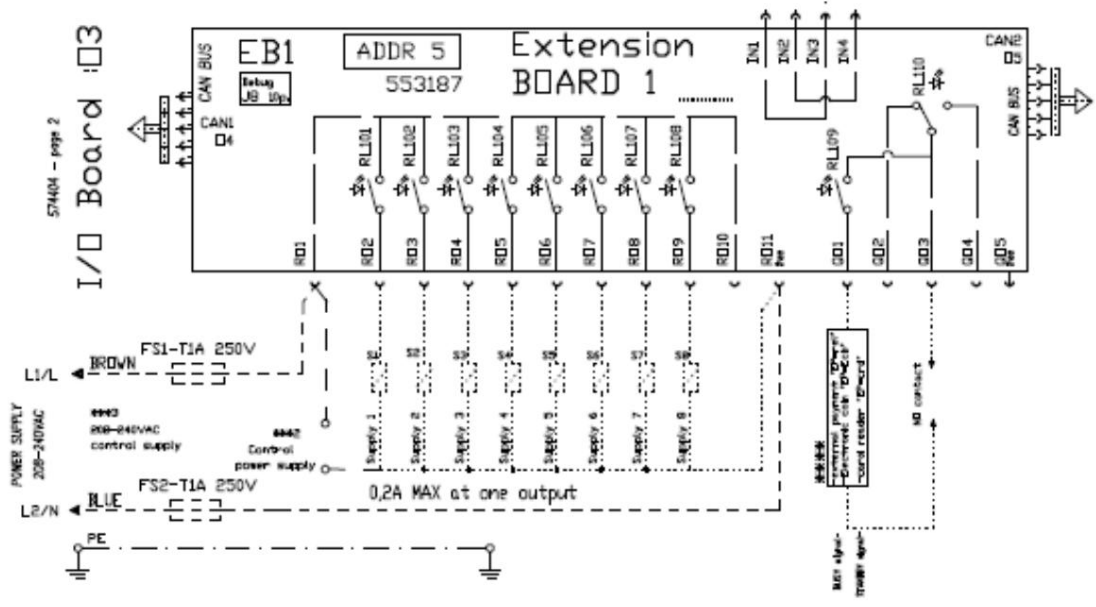 574404 - page 2
I/O Board :03
CAN BUS
EB1
Debug
J8 10p.
ADDR 5
553187
Extension
BOARD 1
IN1
IN2
IN3
IN4
CAN2
CAN BUS
CAN1
4
RL101
RL102
RL103
RL104
RL105
RL106
RL107
RL108
RL109
RL110
RO1
RO2
RO3
RO4
RO5
RO6
RO7
RO8
RO9
RO10
RO11
GO1
GO2
GO3
GO4
GO5
FS1-T1A 250V
BROWN
L1/L
S1
S2
S3
S4
S5
S6
S7
S8
POWER SUPPLY
208-240VAC
208-240VAC
control supply
Control
power supply
Supply 1
Supply 2
Supply 3
Supply 4
Supply 5
Supply 6
Supply 7
Supply 8
NO contact
FS2-T1A 250V
BLUE
L2/N
0,2A MAX at one output
PE